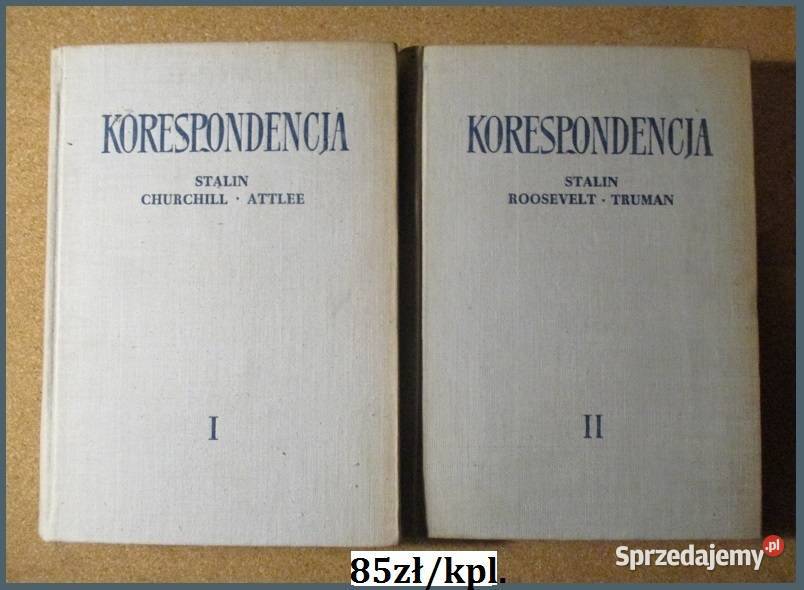 KORESPONDENCJA
STALIN
CHURCHILL · ATTLEE
I
KORESPONDENCJA
STALIN
ROOSEVELT · TRUMAN
II
85zł/kpl.
Sprzedajemy.pl